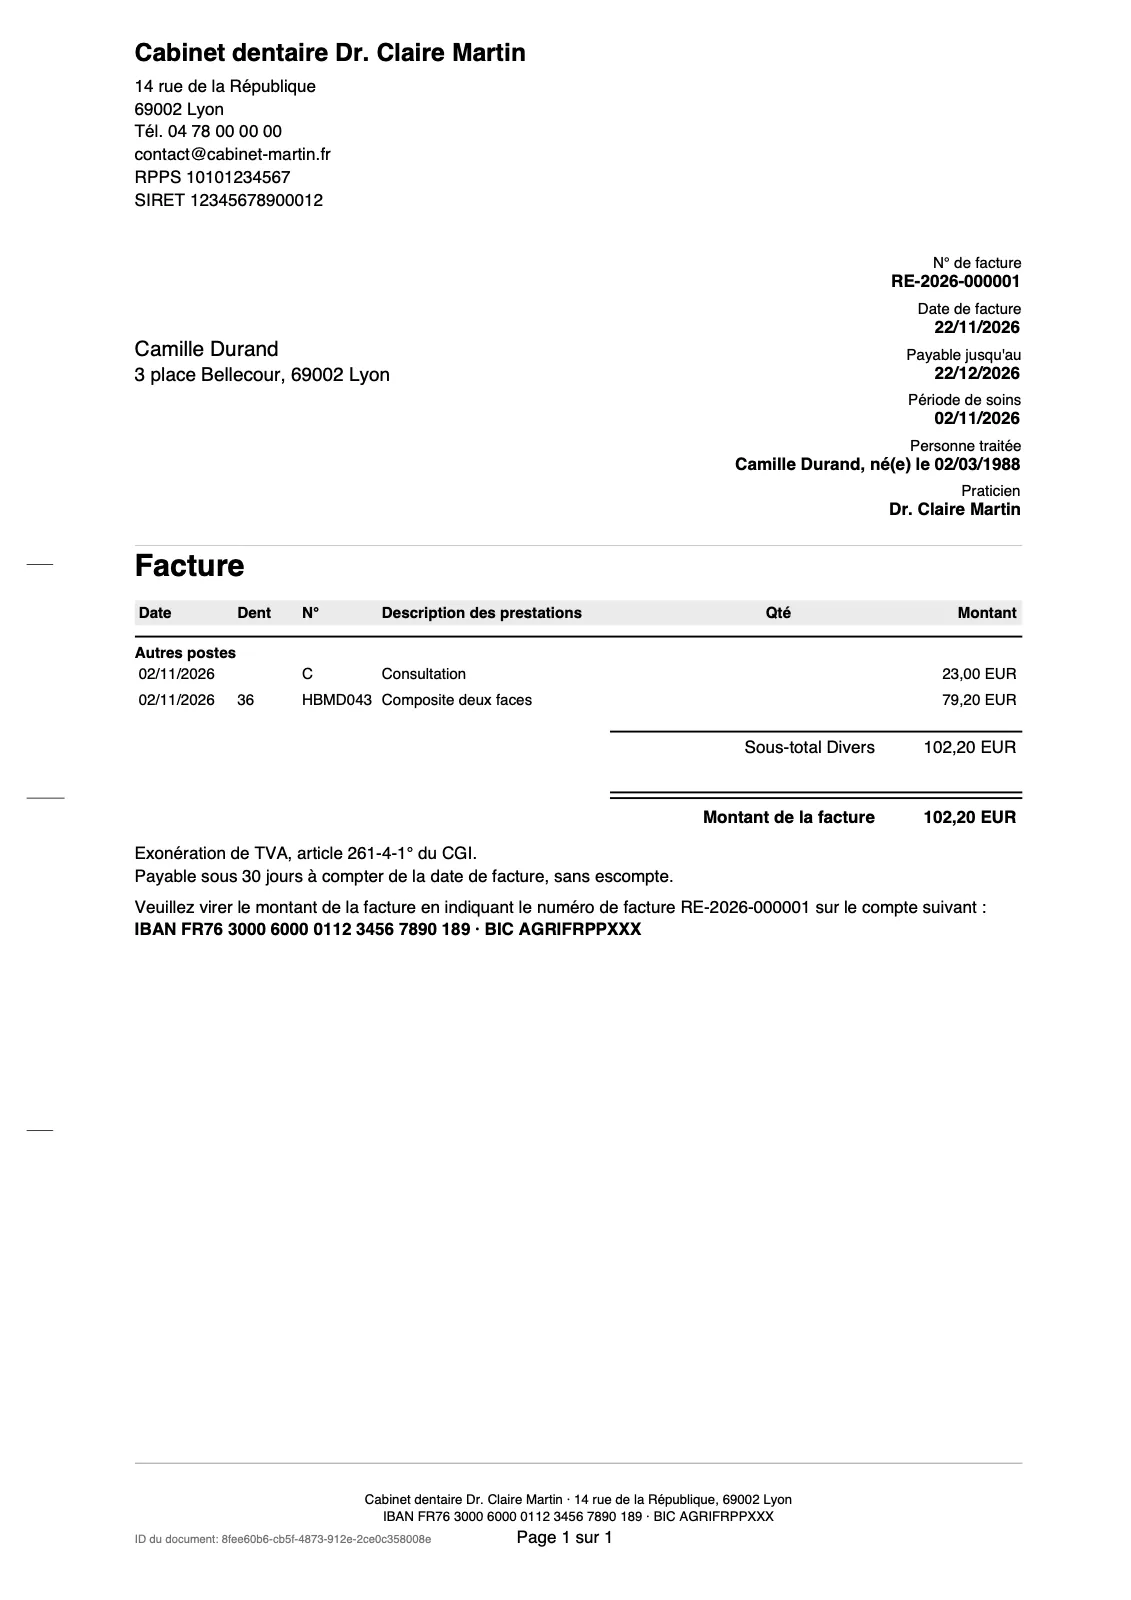 Cabinet dentaire Dr. Claire Martin
14 rue de la République
69002 Lyon
Tél. 04 78 00 00 00
contact@cabinet-martin.fr
RPPS 10101234567
SIRET 12345678900012
N° de facture
RE-2026-000001
Date de facture
22/11/2026
Payable jusqu'au
22/12/2026
Période de soins
02/11/2026
Personne traitée
Camille Durand, né(e) le 02/03/1988
Praticien
Dr. Claire Martin
Camille Durand
3 place Bellecour, 69002 Lyon
Facture
Date Dent N° Description des prestations Qté Montant
Autres postes
02/11/2026 C Consultation 23,00 EUR
02/11/2026 36 HBMD043 Composite deux faces 79,20 EUR
Sous-total Divers 102,20 EUR
Montant de la facture 102,20 EUR
Exonération de TVA, article 261-4-1° du CGI.
Payable sous 30 jours à compter de la date de facture, sans escompte.
Veuillez virer le montant de la facture en indiquant le numéro de facture RE-2026-000001 sur le compte suivant :
IBAN FR76 3000 6000 0112 3456 7890 189 · BIC AGRIFRPPXXX
Cabinet dentaire Dr. Claire Martin · 14 rue de la République, 69002 Lyon
IBAN FR76 3000 6000 0112 3456 7890 189 · BIC AGRIFRPPXXX
ID du document: 8fee60b6-cb5f-4873-912e-2ce0c358008e Page 1 sur 1